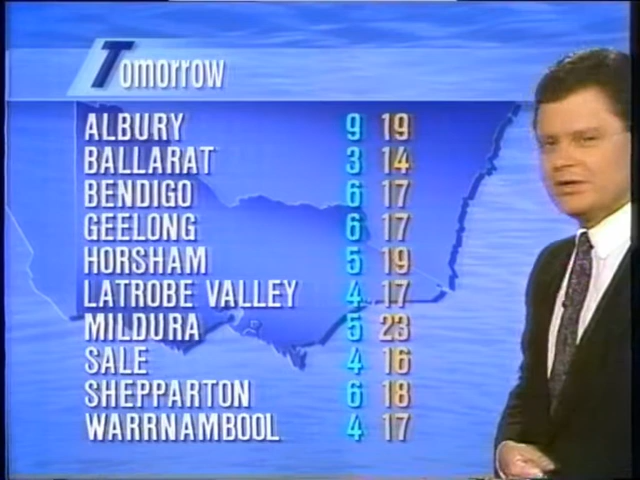 Tomorrow
ALBURY 9 19
BALLARAT 3 14
BENDIGO 6 17
GEELONG 6 17
HORSHAM 5 19
LATROBE VALLEY 4 17
MILDURA 5 23
SALE 4 16
SHEPPARTON 6 18
WARRNAMBOOL 4 17